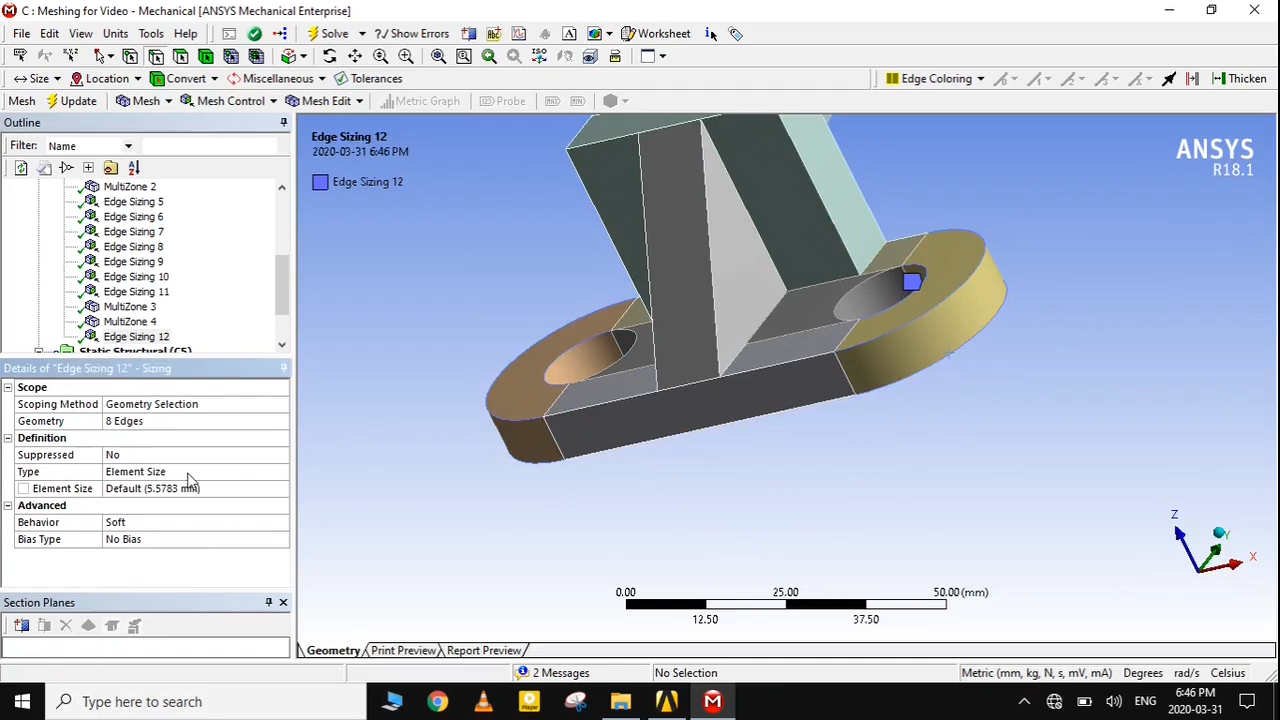 C : Meshing for Video - Mechanical [ANSYS Mechanical Enterprise]
File Edit View Units Tools Help Solve ?/ Show Errors A Worksheet i
ISO
Size Location Convert Miscellaneous Tolerances Edge Coloring Thicken
Mesh Update Mesh Mesh Control Mesh Edit Metric Graph Probe MAX MIN
Outline
Filter: Name
MultiZone 2
Edge Sizing 5
Edge Sizing 6
Edge Sizing 7
Edge Sizing 8
Edge Sizing 9
Edge Sizing 10
Edge Sizing 11
MultiZone 3
MultiZone 4
Edge Sizing 12
Static Structural (C5)
Details of "Edge Sizing 12" - Sizing
Scope
Scoping Method Geometry Selection
Geometry 8 Edges
Definition
Suppressed No
Type Element Size
Element Size Default (5.5783 mm)
Advanced
Behavior Soft
Bias Type No Bias
Section Planes
Edge Sizing 12
2020-03-31 6:46 PM
Edge Sizing 12
ANSYS
R18.1
Z
Y
X
0.00 25.00 50.00 (mm)
12.50 37.50
Geometry Print Preview Report Preview
2 Messages No Selection Metric (mm, kg, N, s, mV, mA) Degrees rad/s Celsius
Type here to search
ENG
6:46 PM
2020-03-31